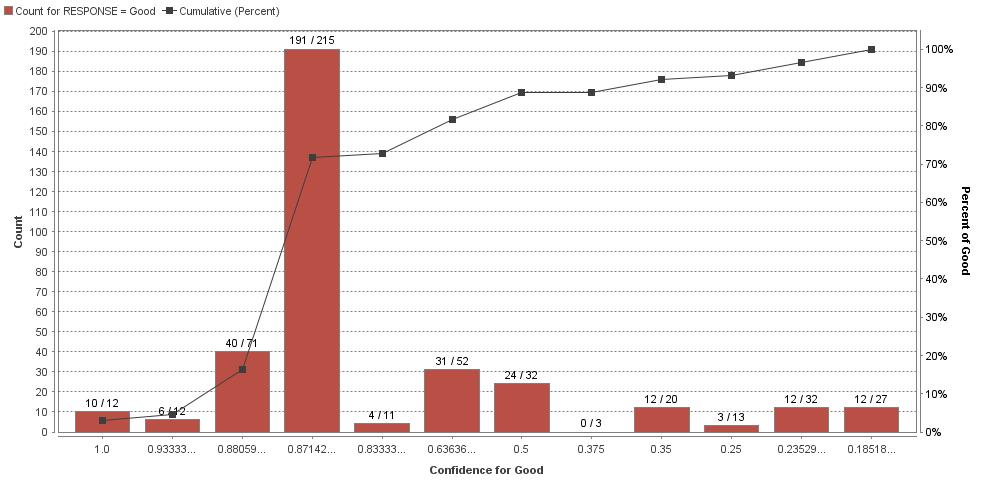 Count for RESPONSE = Good Cumulative (Percent)
200
190
180
170
160
150
140
130
120
110
100
90
80
70
60
50
40
30
20
10
0
Count
10 / 12
6 / 12
40 / 71
191 / 215
4 / 11
31 / 52
24 / 32
0 / 3
12 / 20
3 / 13
12 / 32
12 / 27
100%
90%
80%
70%
60%
50%
40%
30%
20%
10%
0%
Percent of Good
1.0 0.93333... 0.88059... 0.87142... 0.83333... 0.63636... 0.5 0.375 0.35 0.25 0.23529... 0.18518...
Confidence for Good